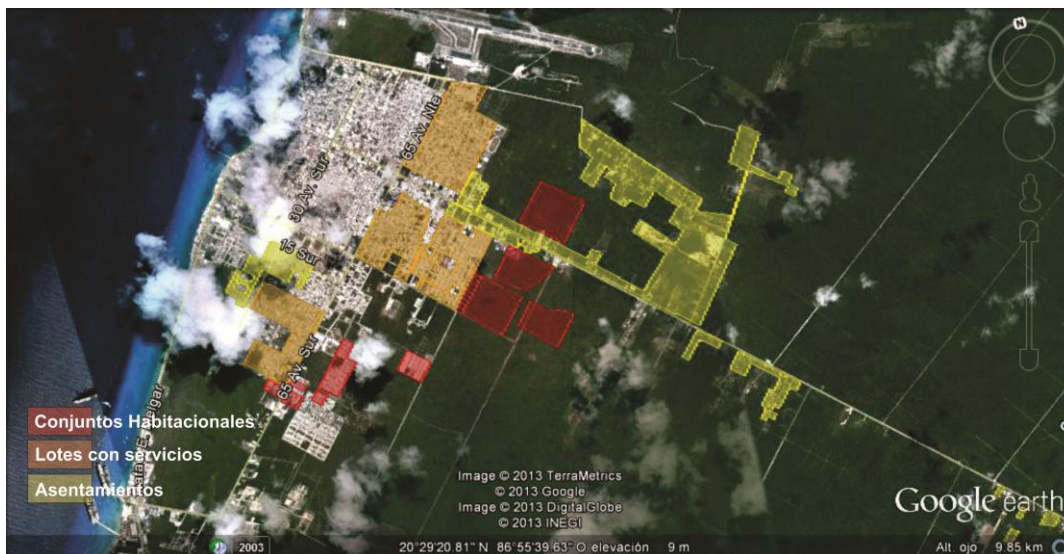 N
65 Av. Nte
30 Av. Sur
15 Sur
65 Av. Sur
Conjuntos Habitacionales
Lotes con servicios
Asentamientos
Image © 2013 TerraMetrics
© 2013 Google
Image © 2013 DigitalGlobe
© 2013 INEGI
Google earth
2003
20°29'20.81" N 86°55'39.63" O elevación 9 m
Alt. ojo 9.85 km